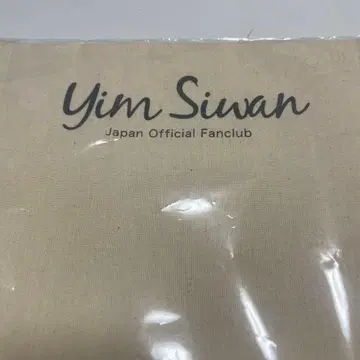 Yim Siwan
Japan Official Fanclub